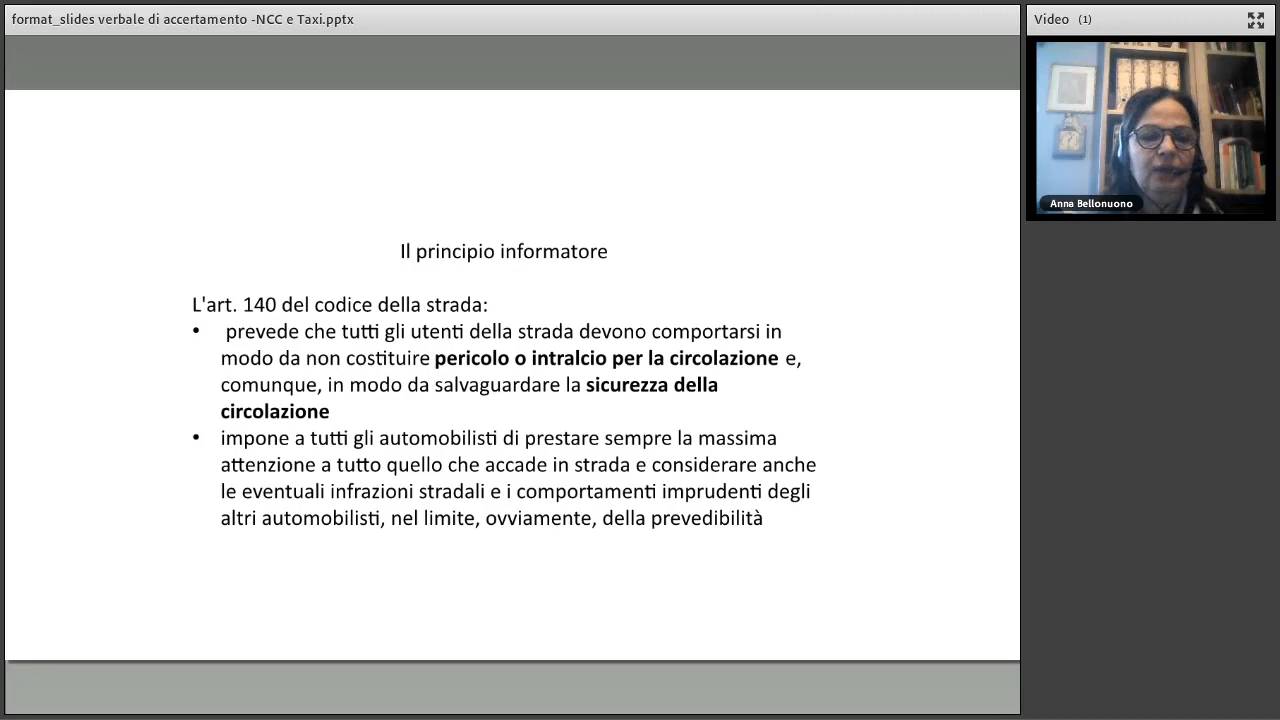 format_slides verbale di accertamento -NCC e Taxi.pptx
Video (1)
Anna Bellonuono
Il principio informatore
L'art. 140 del codice della strada:
• prevede che tutti gli utenti della strada devono comportarsi in
modo da non costituire pericolo o intralcio per la circolazione e,
comunque, in modo da salvaguardare la sicurezza della
circolazione
• impone a tutti gli automobilisti di prestare sempre la massima
attenzione a tutto quello che accade in strada e considerare anche
le eventuali infrazioni stradali e i comportamenti imprudenti degli
altri automobilisti, nel limite, ovviamente, della prevedibilità